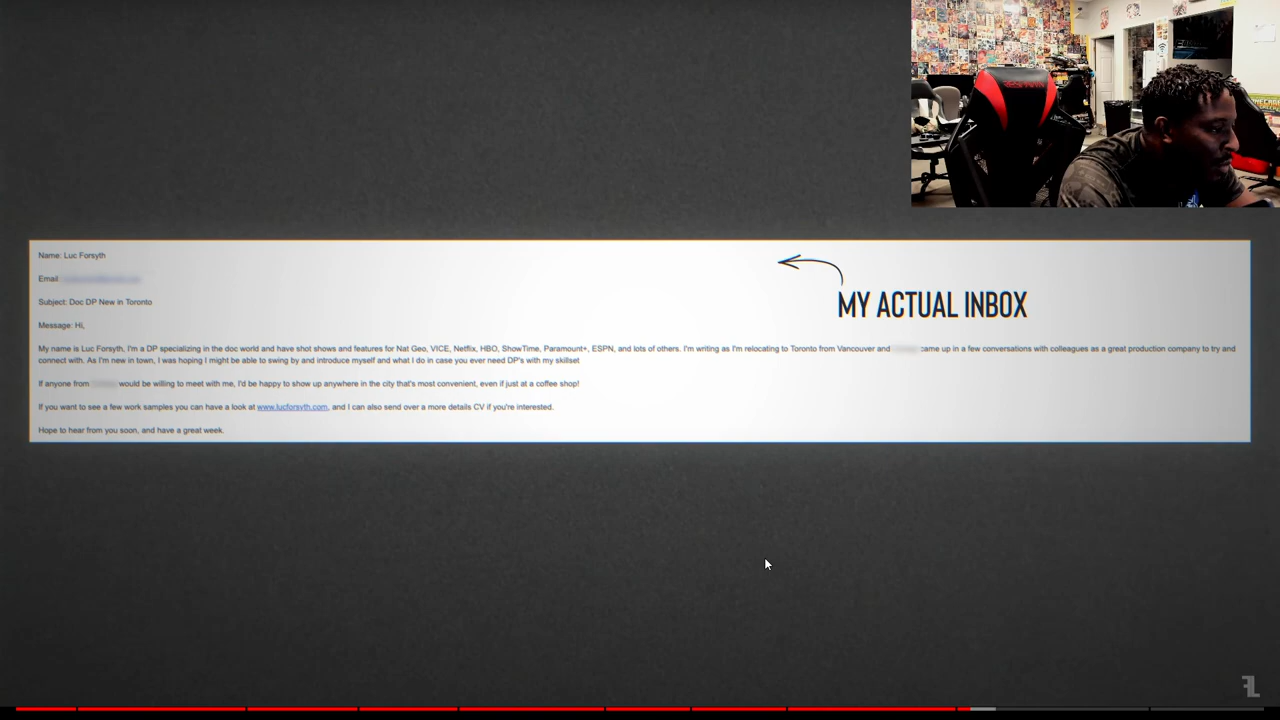 Name: Luc Forsyth
Email
Subject: Doc DP New in Toronto
MY ACTUAL INBOX
Message: Hi,
My name is Luc Forsyth, I'm a DP specializing in the doc world and have shot shows and features for Nat Geo, VICE, Netflix, HBO, ShowTime, Paramount+, ESPN, and lots of others. I'm writing as I'm relocating to Toronto from Vancouver and came up in a few conversations with colleagues as a great production company to try and
connect with. As I'm new in town, I was hoping I might be able to swing by and introduce myself and what I do in case you ever need DP's with my skillset
If anyone from would be willing to meet with me, I'd be happy to show up anywhere in the city that's most convenient, even if just at a coffee shop!
If you want to see a few work samples you can have a look at www.lucforsyth.com, and I can also send over a more details CV if you're interested.
Hope to hear from you soon, and have a great week.